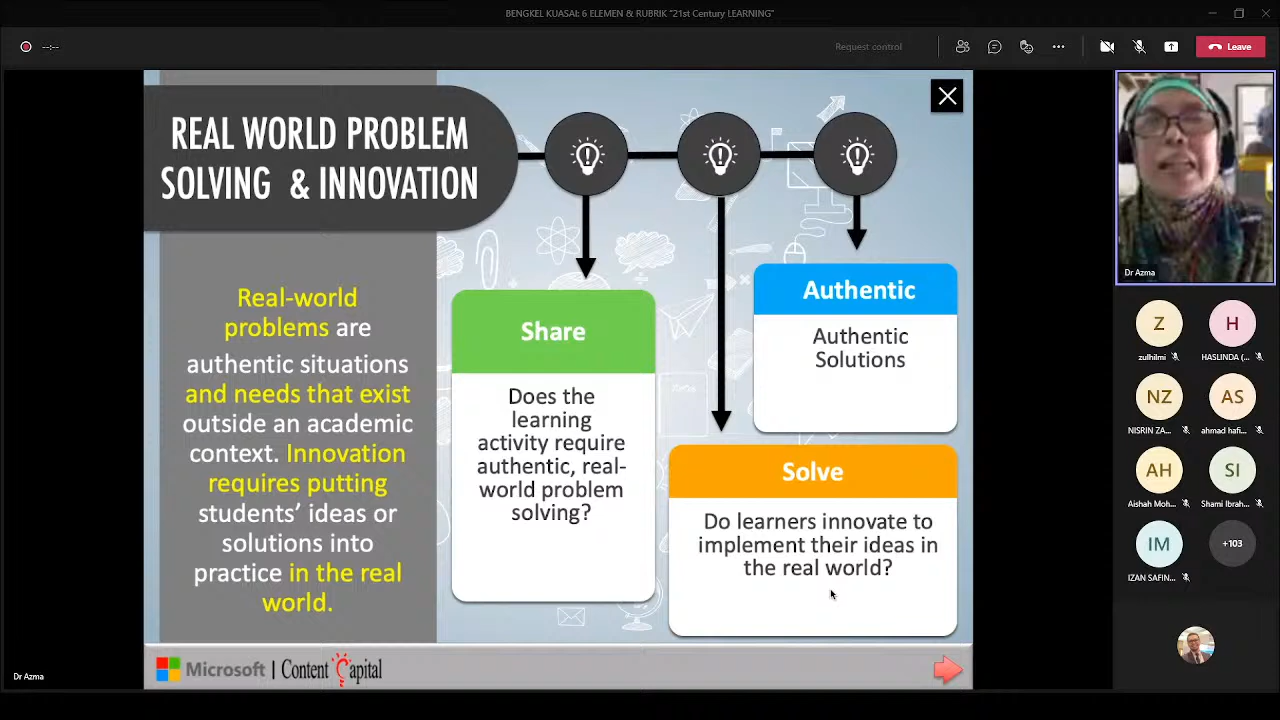 BENGKEL KUASAI: 6 ELEMEN & RUBRIK "21st Century LEARNING"
--:--
Request control
Leave
REAL WORLD PROBLEM
SOLVING & INNOVATION
Real-world
problems are
authentic situations
and needs that exist
outside an academic
context. Innovation
requires putting
students' ideas or
solutions into
practice in the real
world.
Share
Does the
learning
activity require
authentic, real-
world problem
solving?
Authentic
Authentic
Solutions
Solve
Do learners innovate to
implement their ideas in
the real world?
Microsoft | Content Capital
Dr Azma
Dr Azma
Z
zulhilmi
H
HASLINDA (...
NZ
NISRIN ZA...
AS
ahmad hafi...
AH
Aishah Moh...
SI
Shami Ibrah...
IM
IZAN SAFIN...
+103